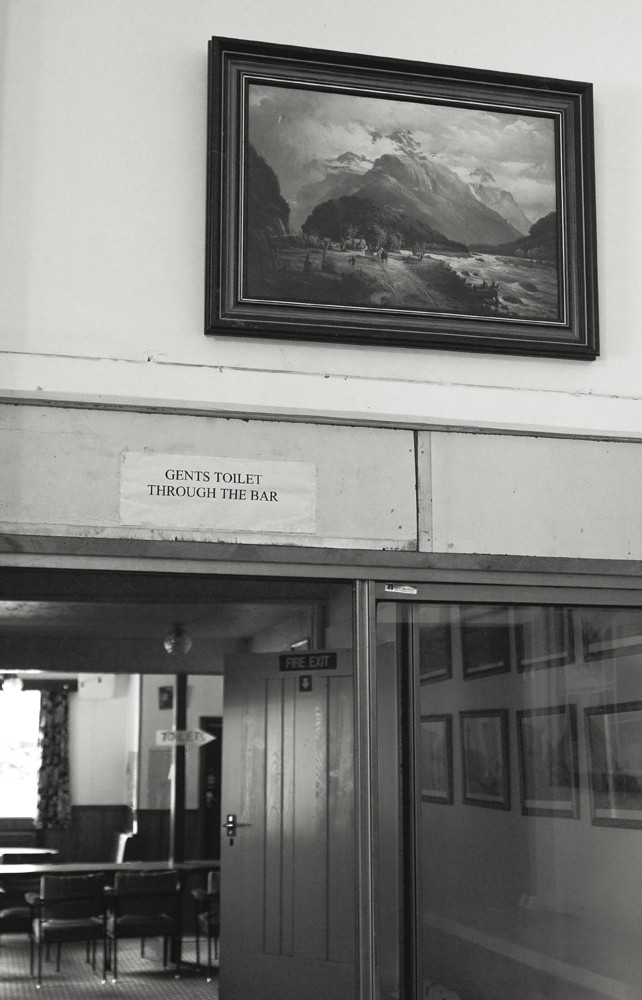 GENTS TOILET
THROUGH THE BAR
FIRE EXIT
TOILETS